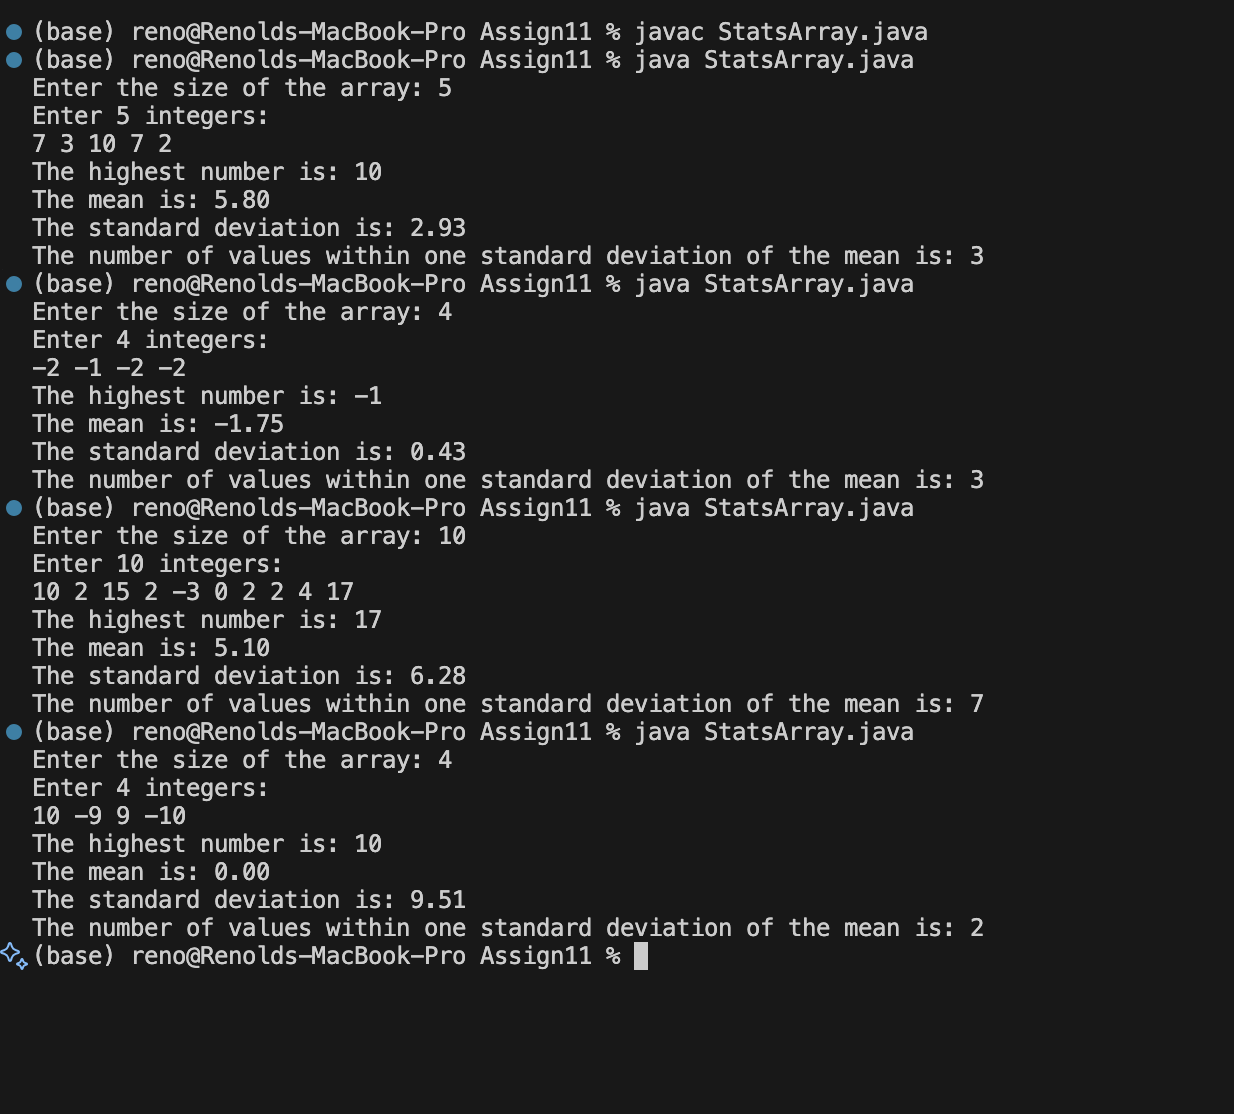 (base) reno@Renolds-MacBook-Pro Assign11 % javac StatsArray.java
(base) reno@Renolds-MacBook-Pro Assign11 % java StatsArray.java
Enter the size of the array: 5
Enter 5 integers:
7 3 10 7 2
The highest number is: 10
The mean is: 5.80
The standard deviation is: 2.93
The number of values within one standard deviation of the mean is: 3
(base) reno@Renolds-MacBook-Pro Assign11 % java StatsArray.java
Enter the size of the array: 4
Enter 4 integers:
-2 -1 -2 -2
The highest number is: -1
The mean is: -1.75
The standard deviation is: 0.43
The number of values within one standard deviation of the mean is: 3
(base) reno@Renolds-MacBook-Pro Assign11 % java StatsArray.java
Enter the size of the array: 10
Enter 10 integers:
10 2 15 2 -3 0 2 2 4 17
The highest number is: 17
The mean is: 5.10
The standard deviation is: 6.28
The number of values within one standard deviation of the mean is: 7
(base) reno@Renolds-MacBook-Pro Assign11 % java StatsArray.java
Enter the size of the array: 4
Enter 4 integers:
10 -9 9 -10
The highest number is: 10
The mean is: 0.00
The standard deviation is: 9.51
The number of values within one standard deviation of the mean is: 2
(base) reno@Renolds-MacBook-Pro Assign11 %